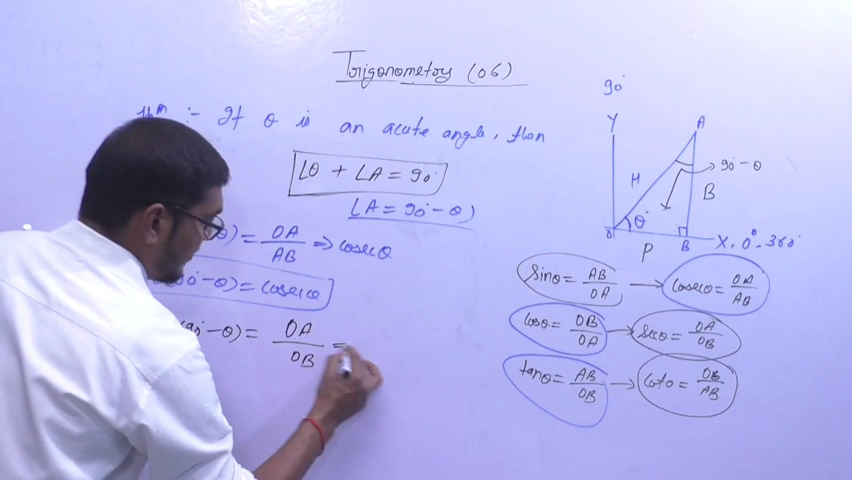 Trigonometry (06)
:- If θ is an acute angle, then
∠θ + ∠A = 90°
∠A = 90° - θ)
θ) = OA/AB => cosecθ
- θ) = cosecθ
90° - θ) = OA/OB =
90°
Y
A
90° - θ
H
B
θ°
0
B
X, 0°, 360°
P
sinθ = AB/OA → cosecθ = OA/AB
cosθ = OB/OA → secθ = OA/OB
tanθ = AB/OB → cotθ = OB/AB